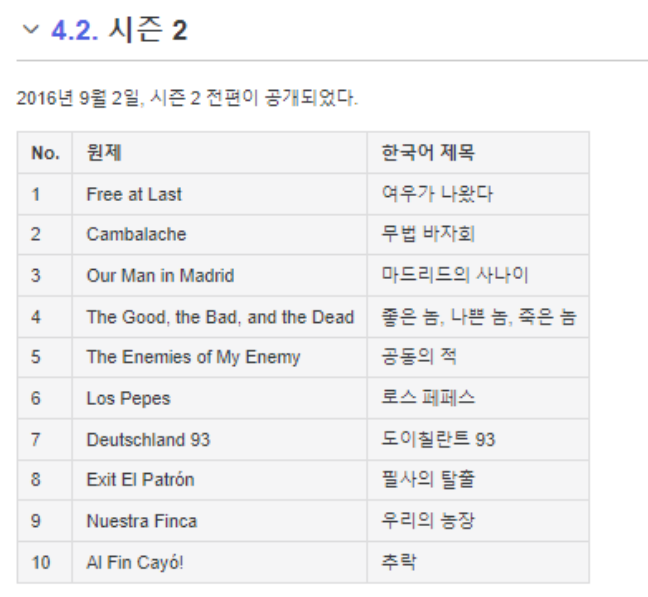 4.2. 시즌 2
2016년 9월 2일, 시즌 2 전편이 공개되었다.
No. 원제 한국어 제목
1 Free at Last 여우가 나왔다
2 Cambalache 무법 바자회
3 Our Man in Madrid 마드리드의 사나이
4 The Good, the Bad, and the Dead 좋은 놈, 나쁜 놈, 죽은 놈
5 The Enemies of My Enemy 공동의 적
6 Los Pepes 로스 페페스
7 Deutschland 93 도이칠란트 93
8 Exit El Patrón 필사의 탈출
9 Nuestra Finca 우리의 농장
10 Al Fin Cayó! 추락